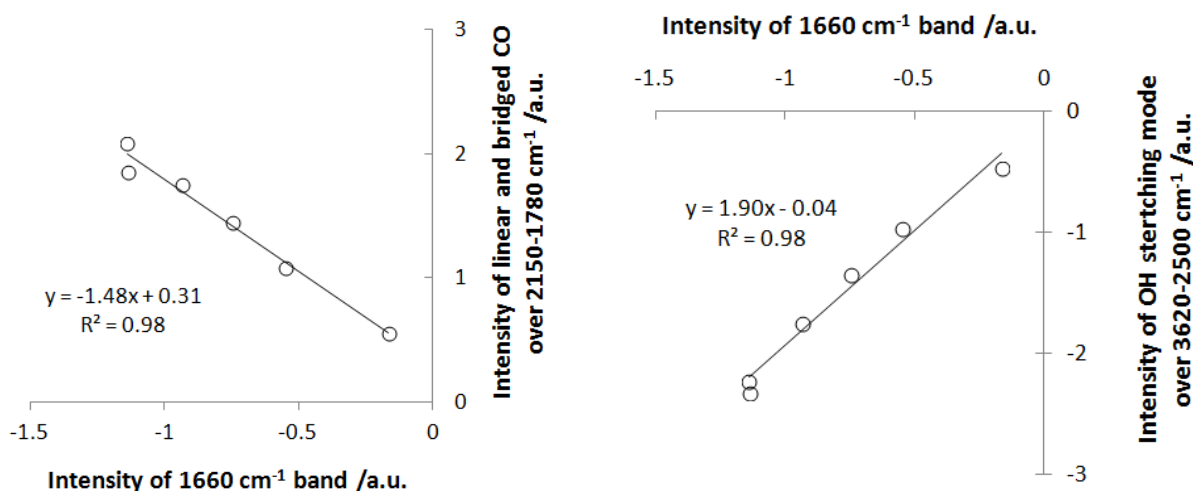 3
2
1
0
-1.5
-1
-0.5
0
y = -1.48x + 0.31
R² = 0.98
Intensity of 1660 cm⁻¹ band /a.u.
Intensity of linear and bridged CO
over 2150-1780 cm⁻¹ /a.u.
Intensity of 1660 cm⁻¹ band /a.u.
-1.5
-1
-0.5
0
0
-1
-2
-3
y = 1.90x - 0.04
R² = 0.98
Intensity of OH stertching mode
over 3620-2500 cm⁻¹ /a.u.